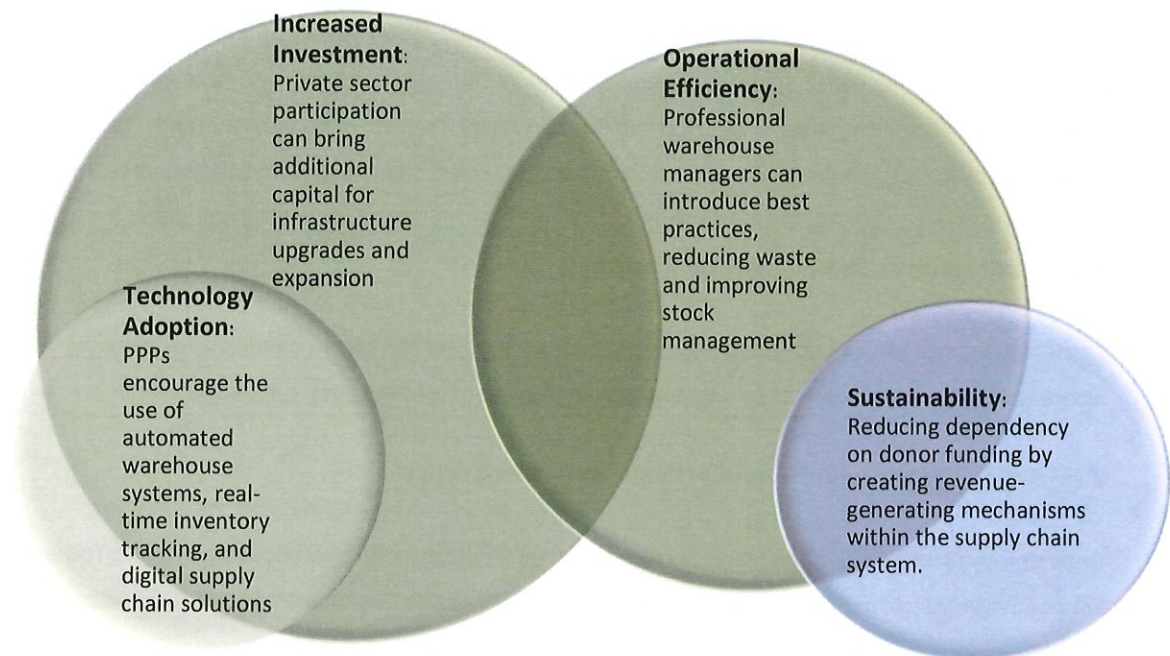 Increased
Investment:
Private sector
participation
can bring
additional
capital for
infrastructure
upgrades and
expansion
Operational
Efficiency:
Professional
warehouse
managers can
introduce best
practices,
reducing waste
and improving
stock
management
Technology
Adoption:
PPPs
encourage the
use of
automated
warehouse
systems, real-
time inventory
tracking, and
digital supply
chain solutions
Sustainability:
Reducing dependency
on donor funding by
creating revenue-
generating mechanisms
within the supply chain
system.